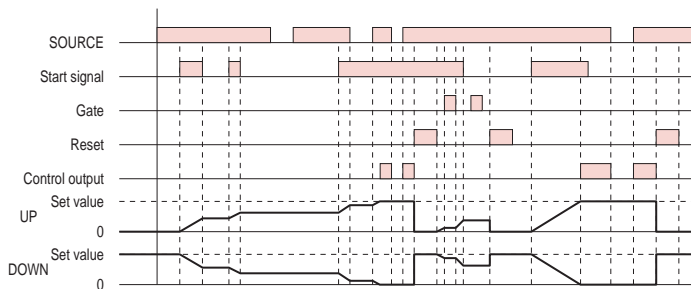 SOURCE
Start signal
Gate
Reset
Control output
Set value
UP
0
Set value
DOWN
0